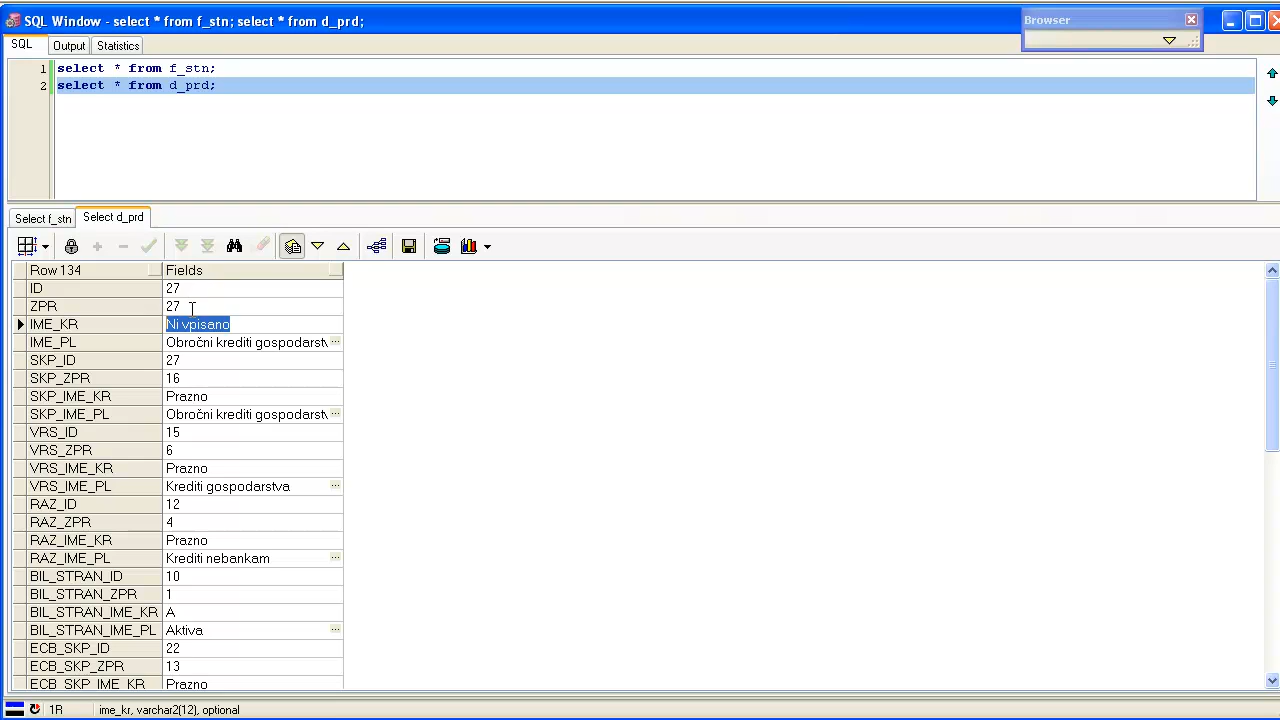 SQL Window - select * from f_stn; select * from d_prd;
Browser
SQL Output Statistics
1 select * from f_stn;
2 select * from d_prd;
Select f_stn Select d_prd
Row 134 Fields
ID 27
ZPR 27
IME_KR Ni vpisano
IME_PL Obročni krediti gospodarstv ...
SKP_ID 27
SKP_ZPR 16
SKP_IME_KR Prazno
SKP_IME_PL Obročni krediti gospodarstv ...
VRS_ID 15
VRS_ZPR 6
VRS_IME_KR Prazno
VRS_IME_PL Krediti gospodarstva ...
RAZ_ID 12
RAZ_ZPR 4
RAZ_IME_KR Prazno
RAZ_IME_PL Krediti nebankam ...
BIL_STRAN_ID 10
BIL_STRAN_ZPR 1
BIL_STRAN_IME_KR A
BIL_STRAN_IME_PL Aktiva ...
ECB_SKP_ID 22
ECB_SKP_ZPR 13
ECB_SKP_IME_KR Prazno
1R ime_kr, varchar2(12), optional